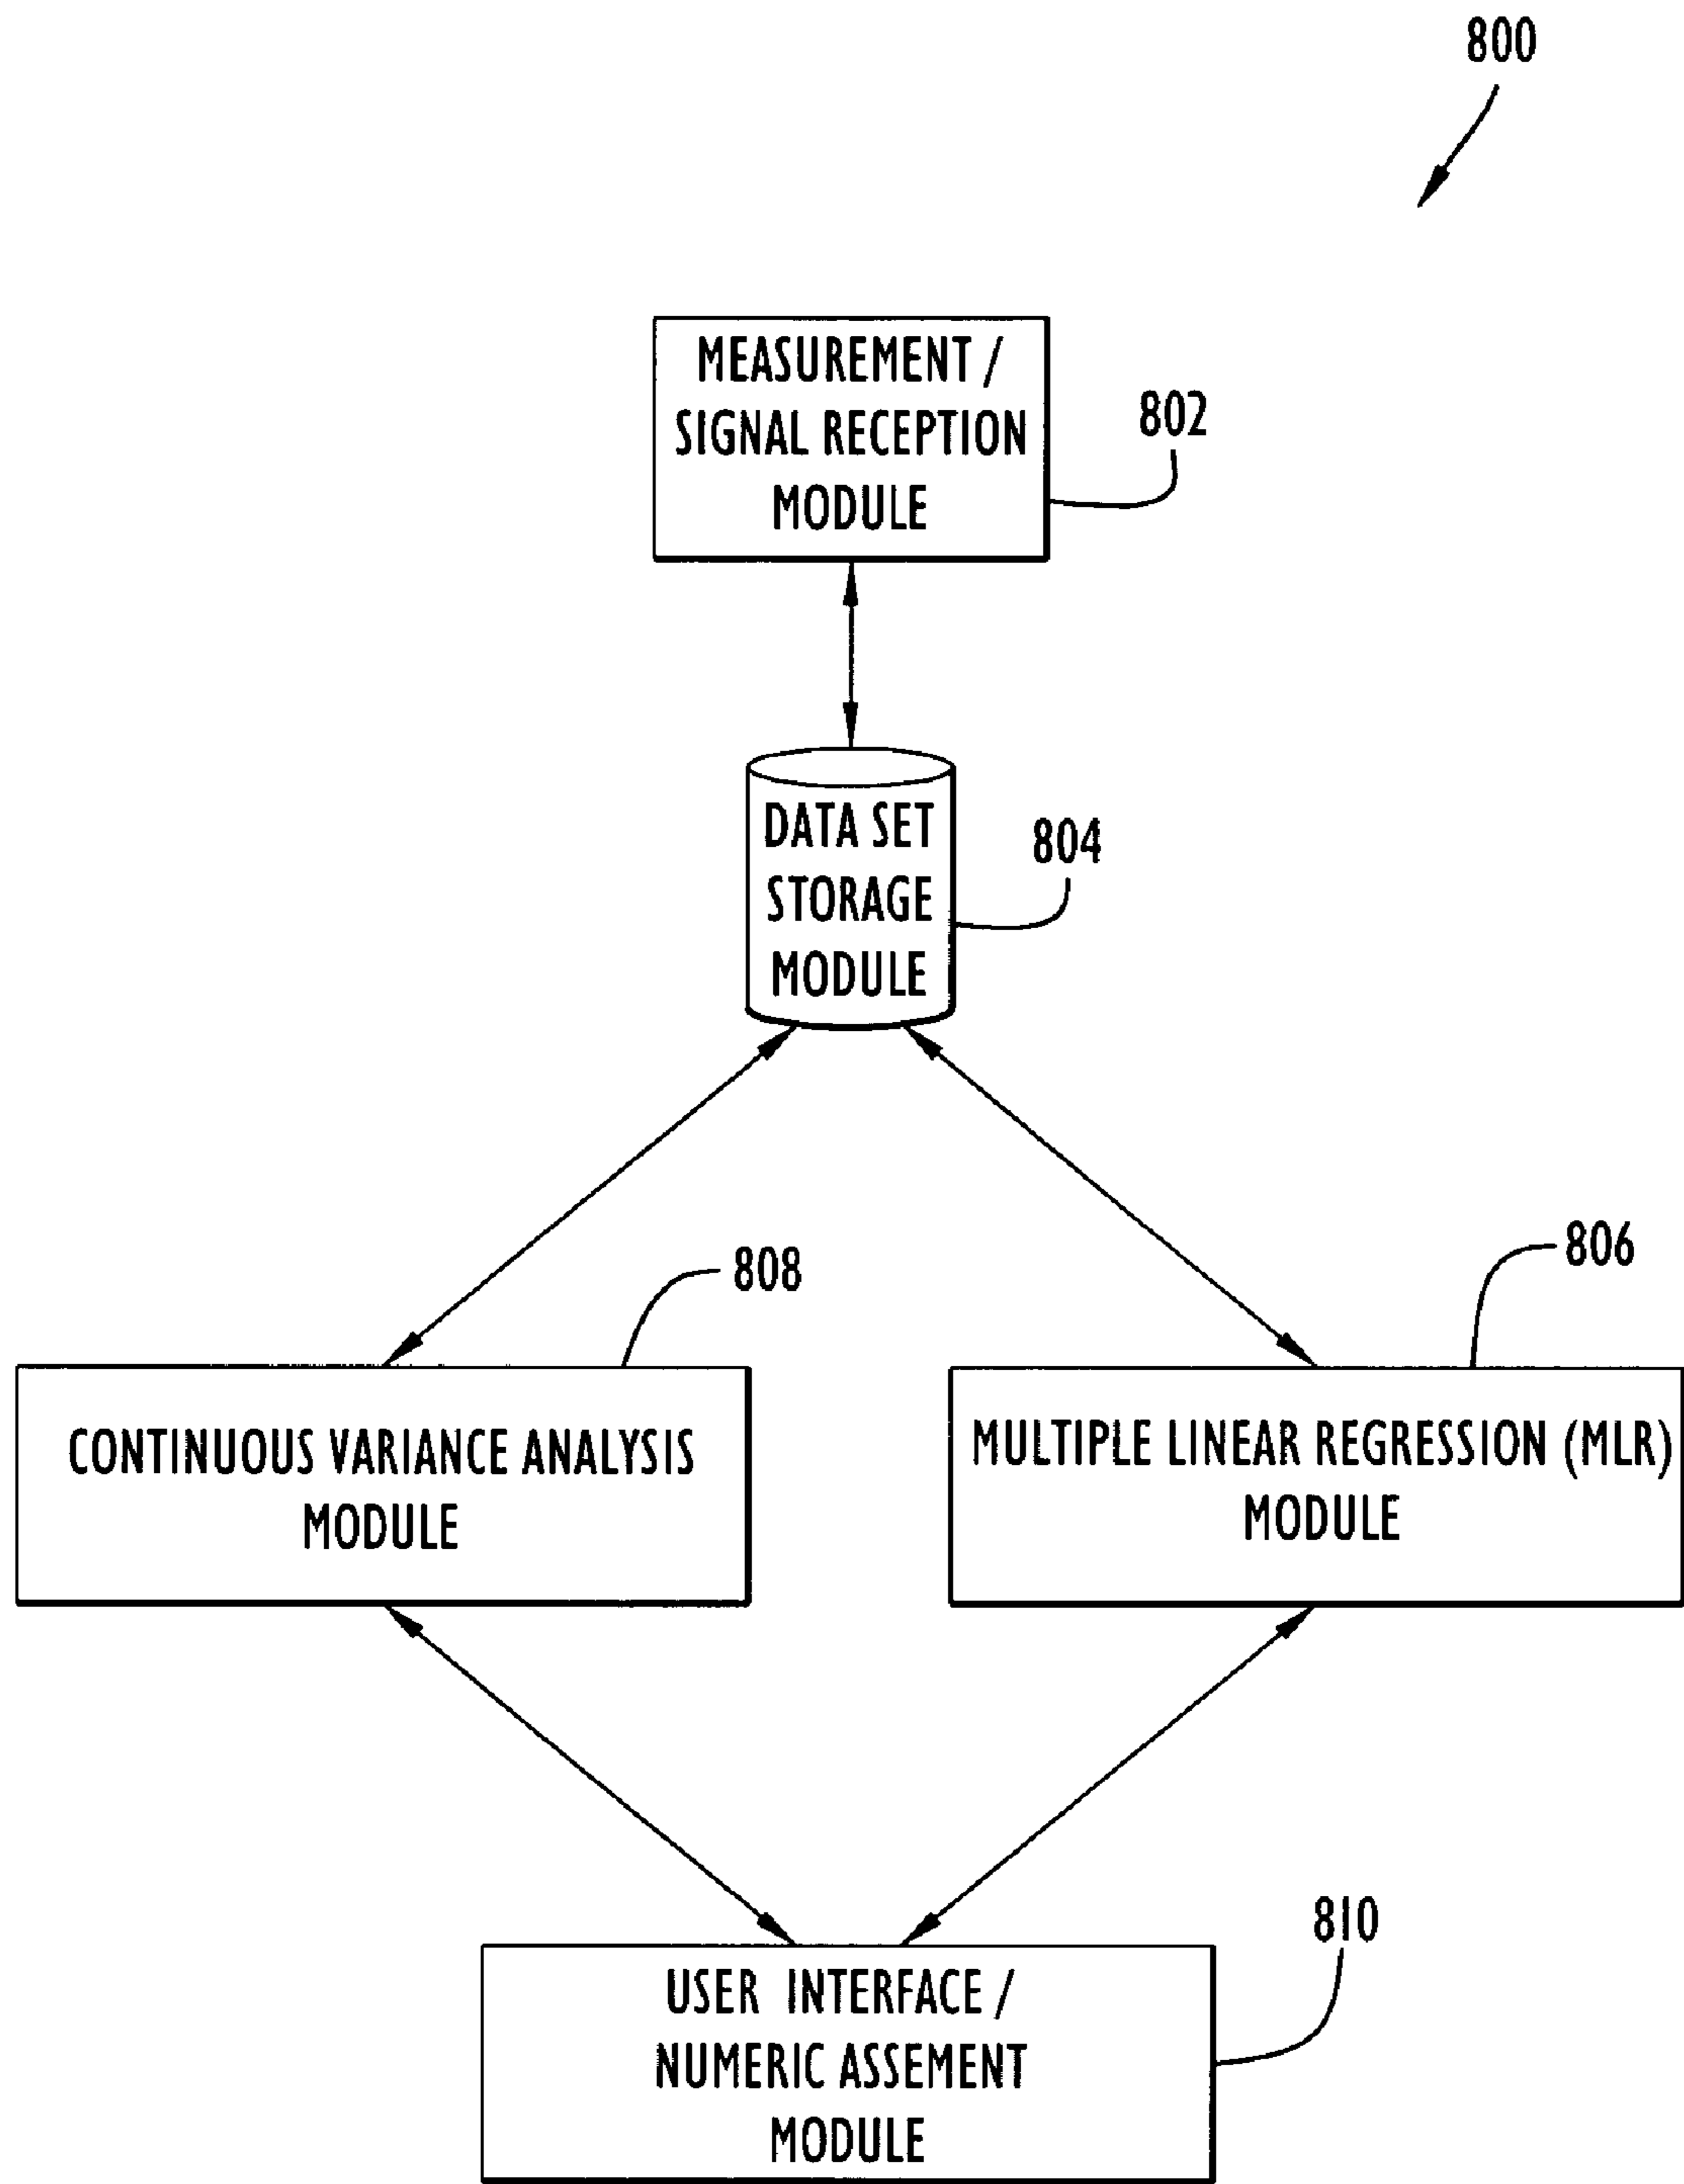 800
MEASUREMENT /
SIGNAL RECEPTION
MODULE
802
DATA SET
STORAGE
MODULE
804
808
806
CONTINUOUS VARIANCE ANALYSIS
MODULE
MULTIPLE LINEAR REGRESSION (MLR)
MODULE
810
USER INTERFACE /
NUMERIC ASSEMENT
MODULE